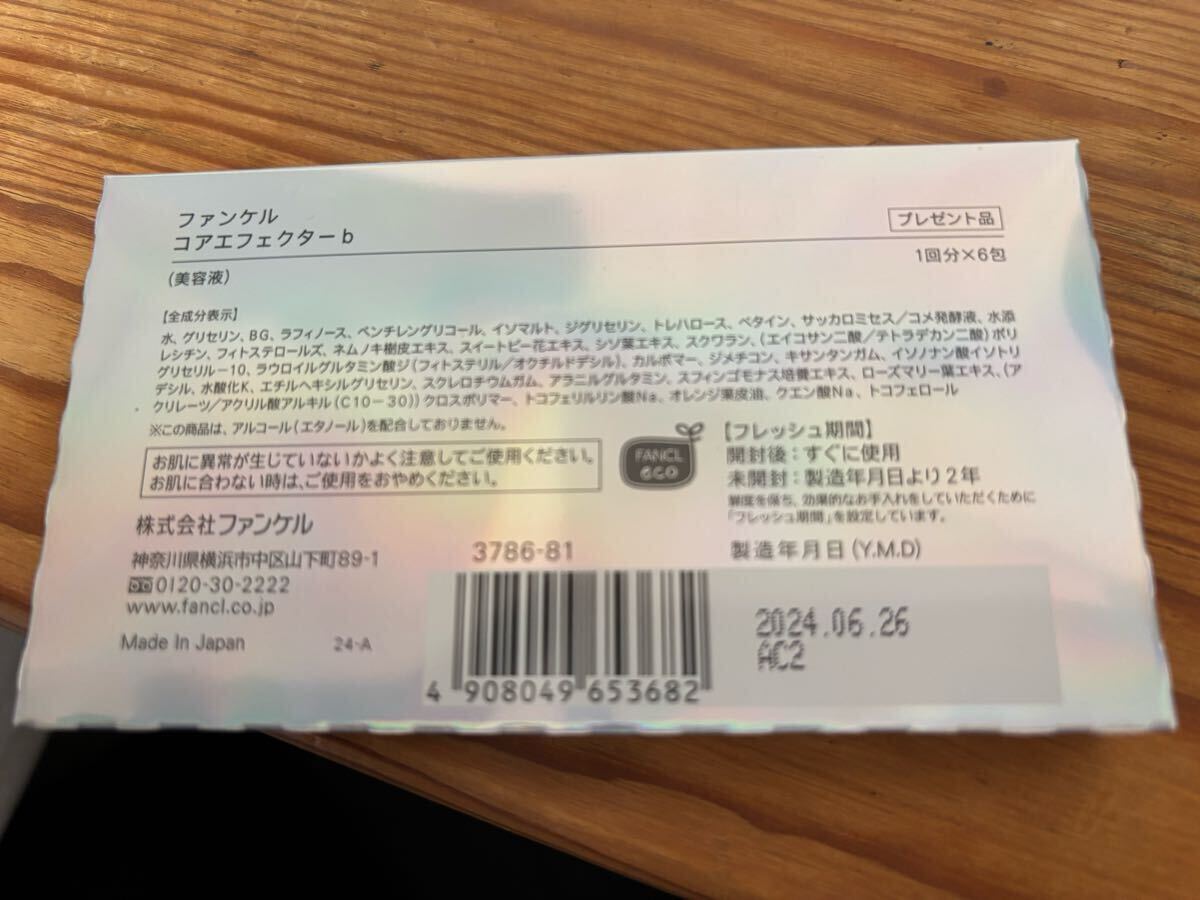 ファンケル
コアエフェクターb
プレゼント品
(美容液)
1回分×6包
【全成分表示】
水、グリセリン、BG、ラフィノース、ペンチレングリコール、イソマルト、ジグリセリン、トレハロース、ベタイン、サッカロミセス/コメ発酵液、水添
レシチン、フィトステロールズ、ネムノキ樹皮エキス、スイートピー花エキス、シソ葉エキス、スクワラン、(エイコサン二酸/テトラデカン二酸)ポリ
グリセリル-10、ラウロイルグルタミン酸ジ(フィトステリル/オクチルドデシル)、カルボマー、ジメチコン、キサンタンガム、イソノナン酸イソトリ
デシル、水酸化K、エチルヘキシルグリセリン、スクレロチウムガム、アラニルグルタミン、スフィンゴモナス培養エキス、ローズマリー葉エキス、(ア
クリレーツ/アクリル酸アルキル(C10-30))クロスポリマー、トコフェリルリン酸Na、オレンジ果皮油、クエン酸Na、トコフェロール
※この商品は、アルコール(エタノール)を配合しておりません。
お肌に異常が生じていないかよく注意してご使用ください。
お肌に合わない時は、ご使用をおやめください。
FANCL
eco
【フレッシュ期間】
開封後:すぐに使用
未開封:製造年月日より2年
鮮度を保ち、効果的なお手入れをしていただくために
「フレッシュ期間」を設定しています。
株式会社ファンケル
神奈川県横浜市中区山下町89-1
0120-30-2222
www.fancl.co.jp
Made In Japan
24-A
3786-81
4 908049 653682
製造年月日(Y.M.D)
2024.06.26
AC2